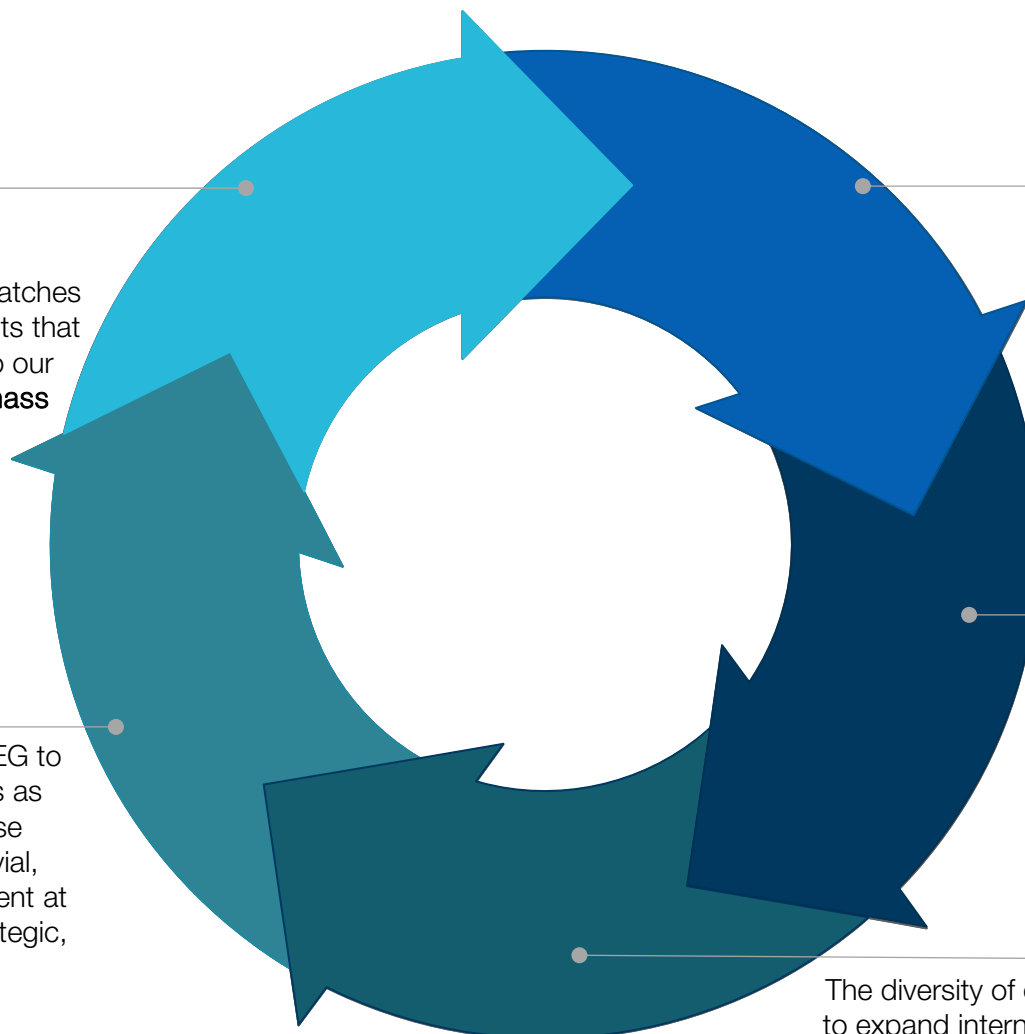 atches
ts that
o our
nass
EG to
s as
se
vial,
ent at
tegic,
The diversity of
to expand intern